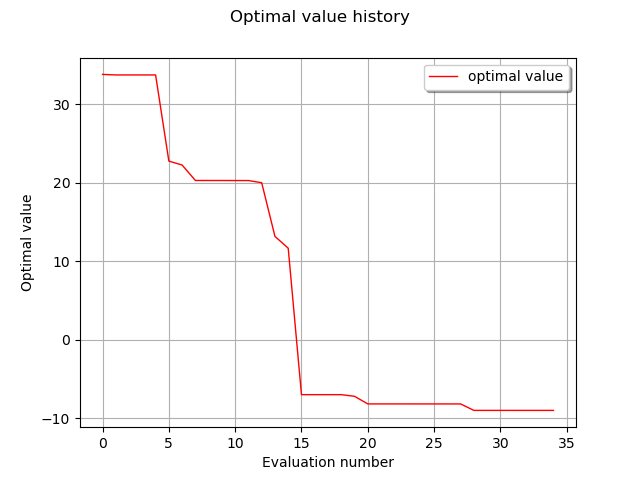 Optimal value history
optimal value
Optimal value
30
20
10
0
−10
0 5 10 15 20 25 30 35
Evaluation number